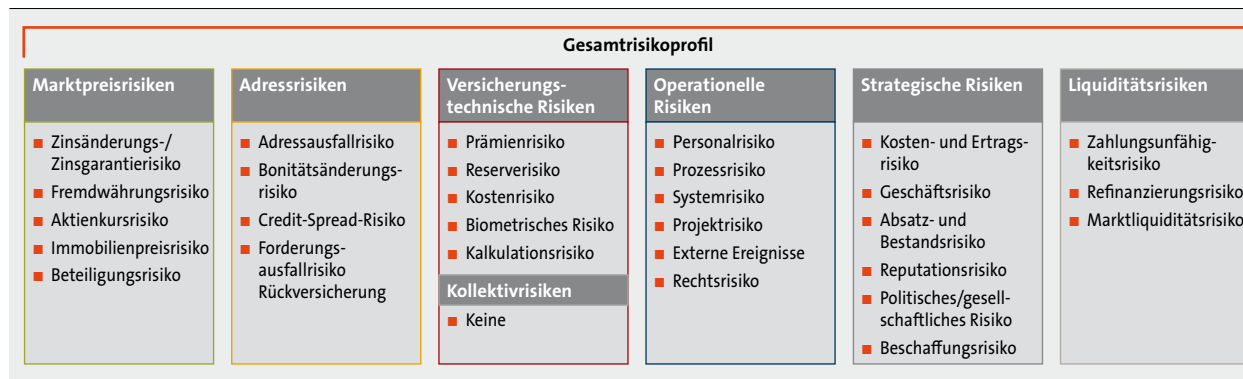 Gesamtrisikoprofil
Marktpreisrisiken
Zinsänderungs-/
Zinsgarantierisiko
Fremdwährungsrisiko
Aktienkursrisiko
Immobilienpreisrisiko
Beteiligungsrisiko
Adressrisiken
Adressausfallrisiko
Bonitätsänderungs-
risiko
Credit-Spread-Risiko
Forderungs-
ausfallrisiko
Rückversicherung
Versicherungs-
technische Risiken
Prämienrisiko
Reserverisiko
Kostenrisiko
Biometrisches Risiko
Kalkulationsrisiko
Kollektivrisiken
Keine
Operationelle
Risiken
Personalrisiko
Prozessrisiko
Systemrisiko
Projektrisiko
Externe Ereignisse
Rechtsrisiko
Strategische Risiken
Kosten- und Ertrags-
risiko
Geschäftsrisiko
Absatz- und
Bestandsrisiko
Reputationsrisiko
Politisches/gesell-
schaftliches Risiko
Beschaffungsrisiko
Liquiditätsrisiken
Zahlungsunfähig-
keitsrisiko
Refinanzierungsrisiko
Marktliquiditätsrisiko